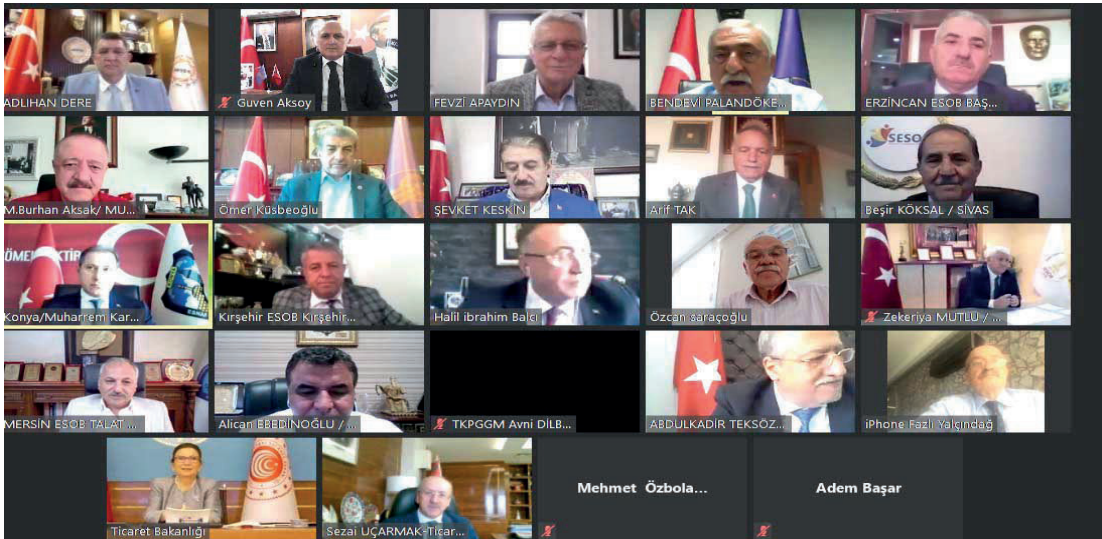 ADLIHAN DERE
Guven Aksoy
FEVZİ APAYDIN
BENDEVİ PALANDÖKE...
ERZİNCAN ESOB BAŞ...
M.Burhan Aksak/ MU...
Ömer Küsbeoğlu
ŞEVKET KESKİN
Arif TAK
SESO
Beşir KÖKSAL / SİVAS
Konya/Muharrem Kar...
Kırşehir ESOB Kırşehir...
Halil ibrahim Balcı
Özcan saraçoğlu
Zekeriya MUTLU / ...
MERSİN ESOB TALAT ...
Alican EBEDİNOĞLU / ...
TKPGGM Avni DİLB...
ABDULKADİR TEKSÖZ...
iPhone Fazlı Yalçındağ
Ticaret Bakanlığı
Sezai UÇARMAK-Ticar...
Mehmet Özbola...
Adem Başar